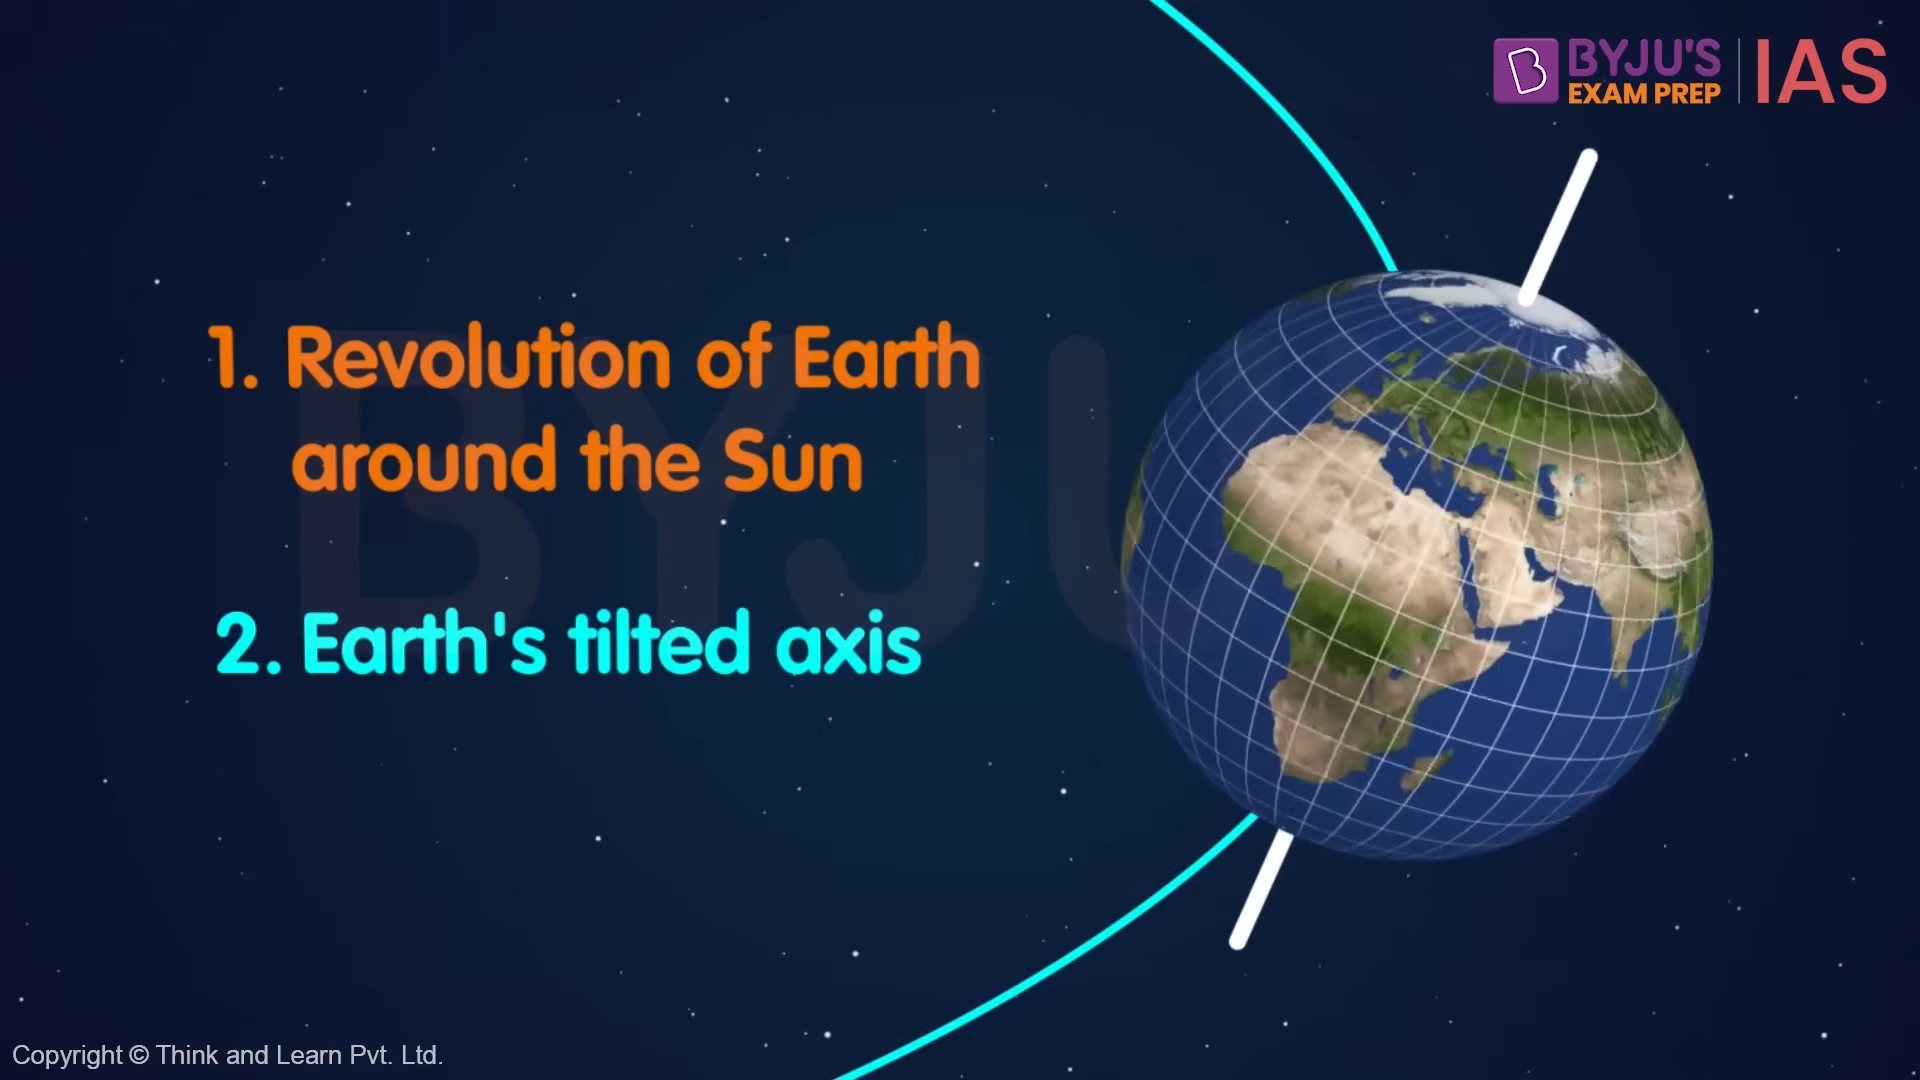 BYJU'S
EXAM PREP
IAS
1. Revolution of Earth
around the Sun
2. Earth's tilted axis
BYJU
Copyright © Think and Learn Pvt. Ltd.